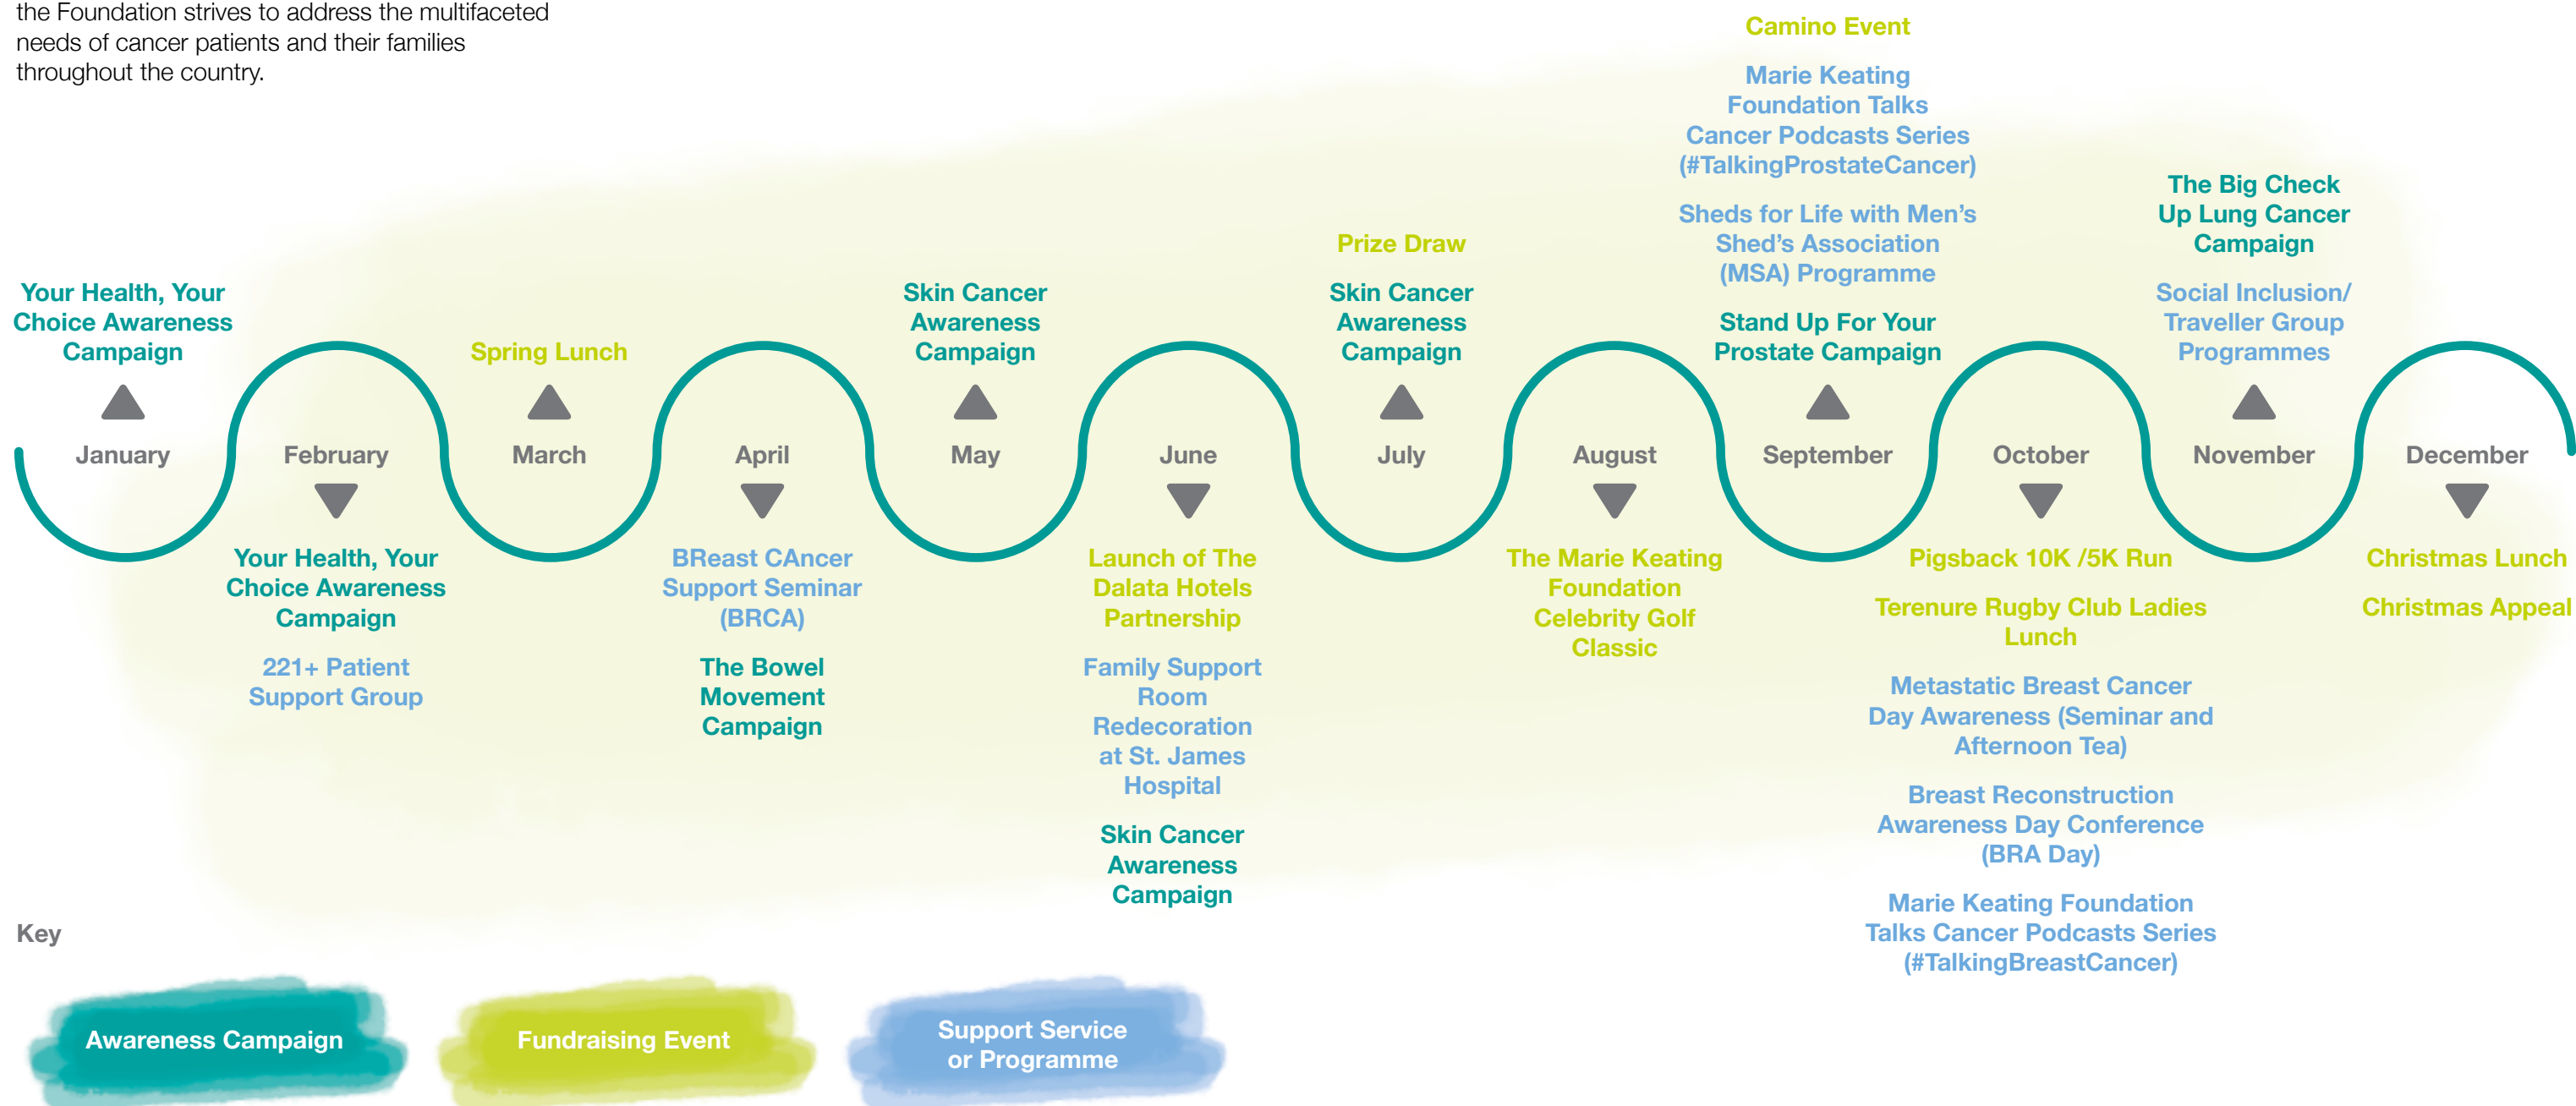 the Foundation strives to address the multifaceted
needs of cancer patients and their families
throughout the country.
Your Health, Your
Choice Awareness
Campaign
January
February
Your Health, Your
Choice Awareness
Campaign
221+ Patient
Support Group
Spring Lunch
March
April
BReast CAncer
Support Seminar
(BRCA)
The Bowel
Movement
Campaign
Skin Cancer
Awareness
Campaign
May
June
Launch of The
Dalata Hotels
Partnership
Family Support
Room
Redecoration
at St. James
Hospital
Skin Cancer
Awareness
Campaign
Prize Draw
Skin Cancer
Awareness
Campaign
July
August
The Marie Keating
Foundation
Celebrity Golf
Classic
Camino Event
Marie Keating
Foundation Talks
Cancer Podcasts Series
(#TalkingProstateCancer)
Sheds for Life with Men’s
Shed’s Association
(MSA) Programme
Stand Up For Your
Prostate Campaign
September
October
Pigsback 10K /5K Run
Terenure Rugby Club Ladies
Lunch
Metastatic Breast Cancer
Day Awareness (Seminar and
Afternoon Tea)
Breast Reconstruction
Awareness Day Conference
(BRA Day)
Marie Keating Foundation
Talks Cancer Podcasts Series
(#TalkingBreastCancer)
The Big Check
Up Lung Cancer
Campaign
Social Inclusion/
Traveller Group
Programmes
November
December
Christmas Lunch
Christmas Appeal
Key
Awareness Campaign
Fundraising Event
Support Service
or Programme